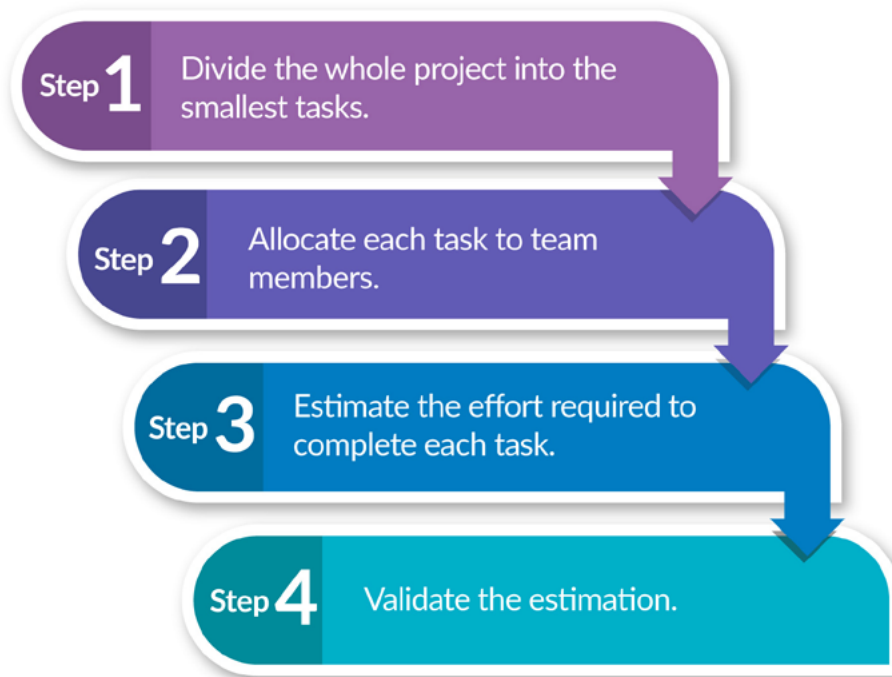 Step 1
Divide the whole project into the
smallest tasks.
Step 2
Allocate each task to team
members.
Step 3
Estimate the effort required to
complete each task.
Step 4
Validate the estimation.